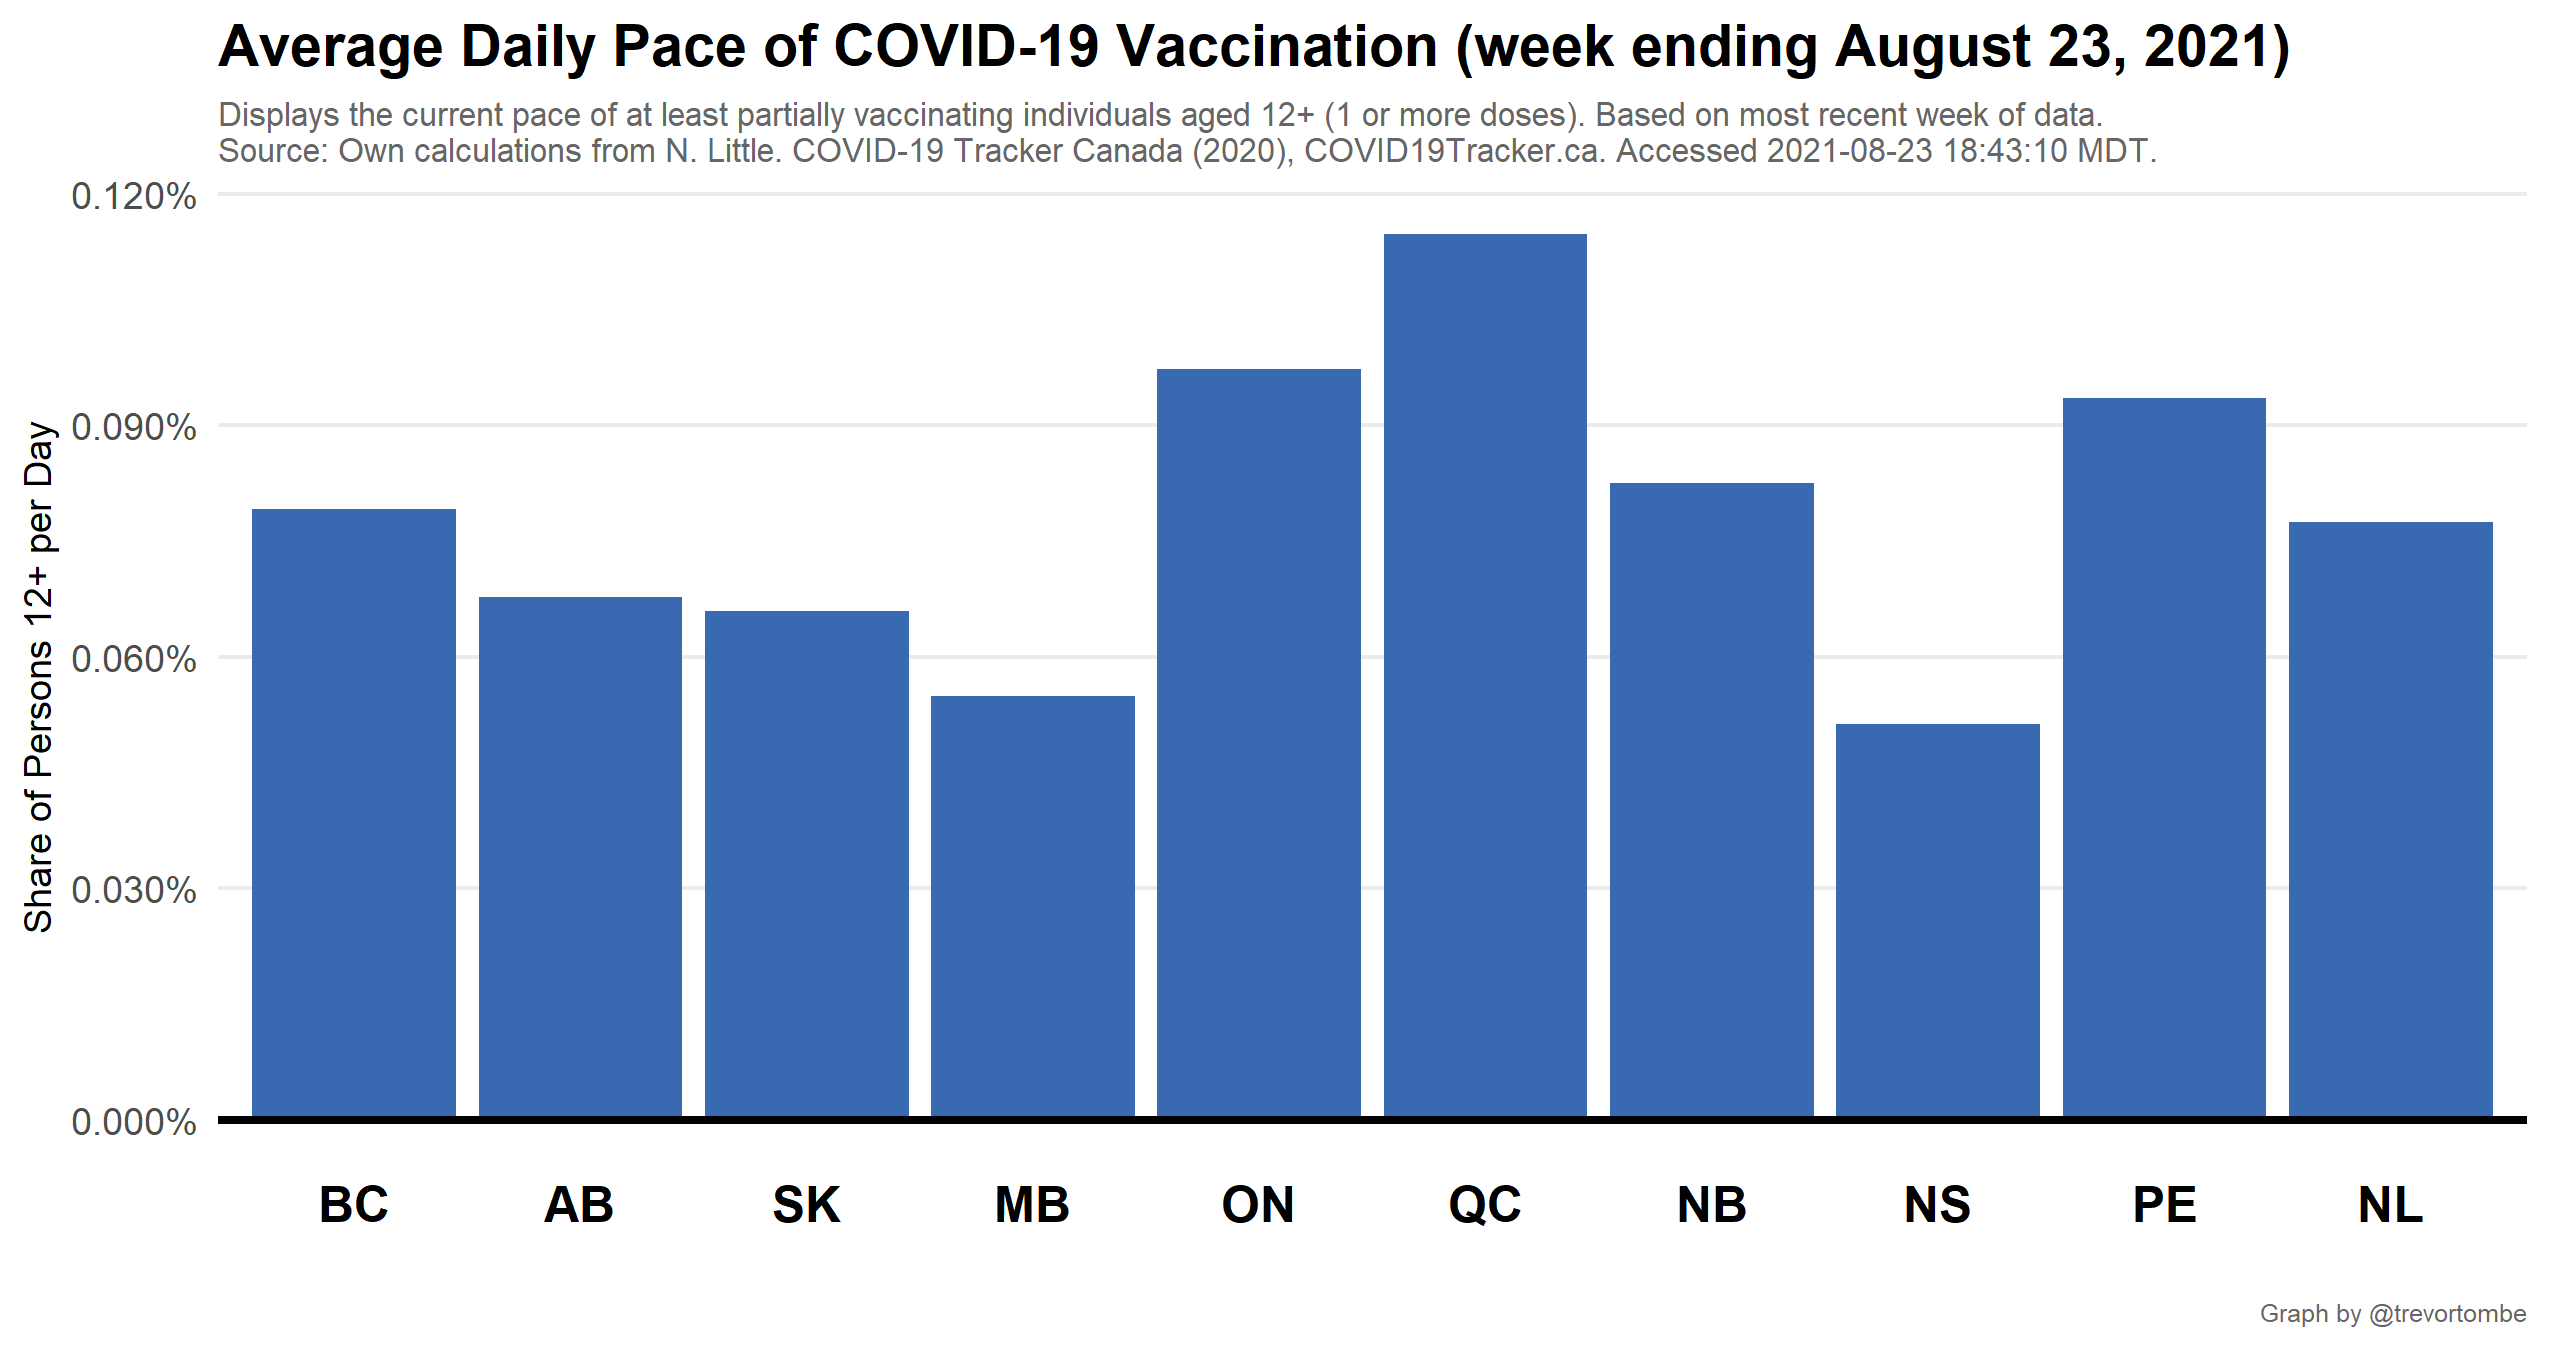 Average Daily Pace of COVID-19 Vaccination (week ending August 23, 2021)
Displays the current pace of at least partially vaccinating individuals aged 12+ (1 or more doses). Based on most recent week of data.
Source: Own calculations from N. Little. COVID-19 Tracker Canada (2020), COVID19Tracker.ca. Accessed 2021-08-23 18:43:10 MDT.
Share of Persons 12+ per Day
0.120%
0.090%
0.060%
0.030%
0.000%
BC AB SK MB ON QC NB NS PE NL
Graph by @trevortombe